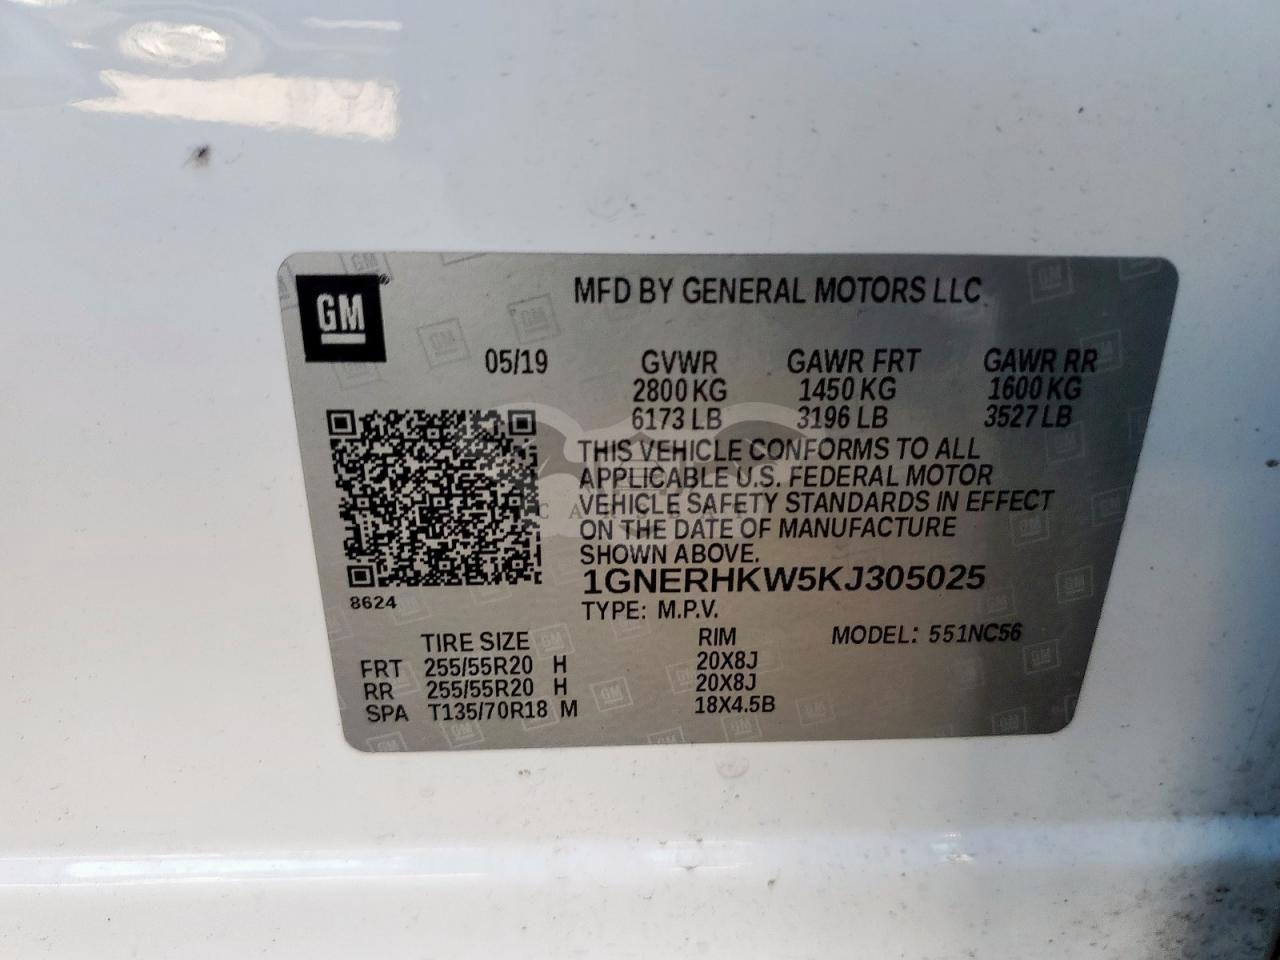 GM
MFD BY GENERAL MOTORS LLC
05/19 GVWR GAWR FRT GAWR RR
2800 KG 1450 KG 1600 KG
6173 LB 3196 LB 3527 LB
THIS VEHICLE CONFORMS TO ALL
APPLICABLE U.S. FEDERAL MOTOR
VEHICLE SAFETY STANDARDS IN EFFECT
ON THE DATE OF MANUFACTURE
SHOWN ABOVE.
1GNERHKW5KJ305025
8624
TYPE: M.P.V.
TIRE SIZE RIM MODEL: 551NC56
FRT 255/55R20 H 20X8J
RR 255/55R20 H 20X8J
SPA T135/70R18 M 18X4.5B